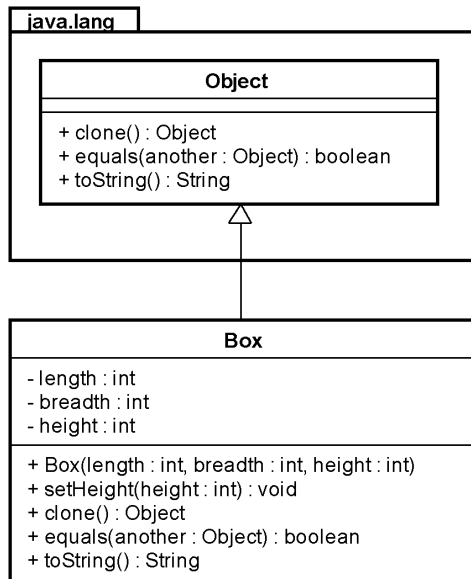 java.lang
Object
+ clone() : Object
+ equals(another : Object) : boolean
+ toString() : String
Box
- length : int
- breadth : int
- height : int
+ Box(length : int, breadth : int, height : int)
+ setHeight(height : int) : void
+ clone() : Object
+ equals(another : Object) : boolean
+ toString() : String